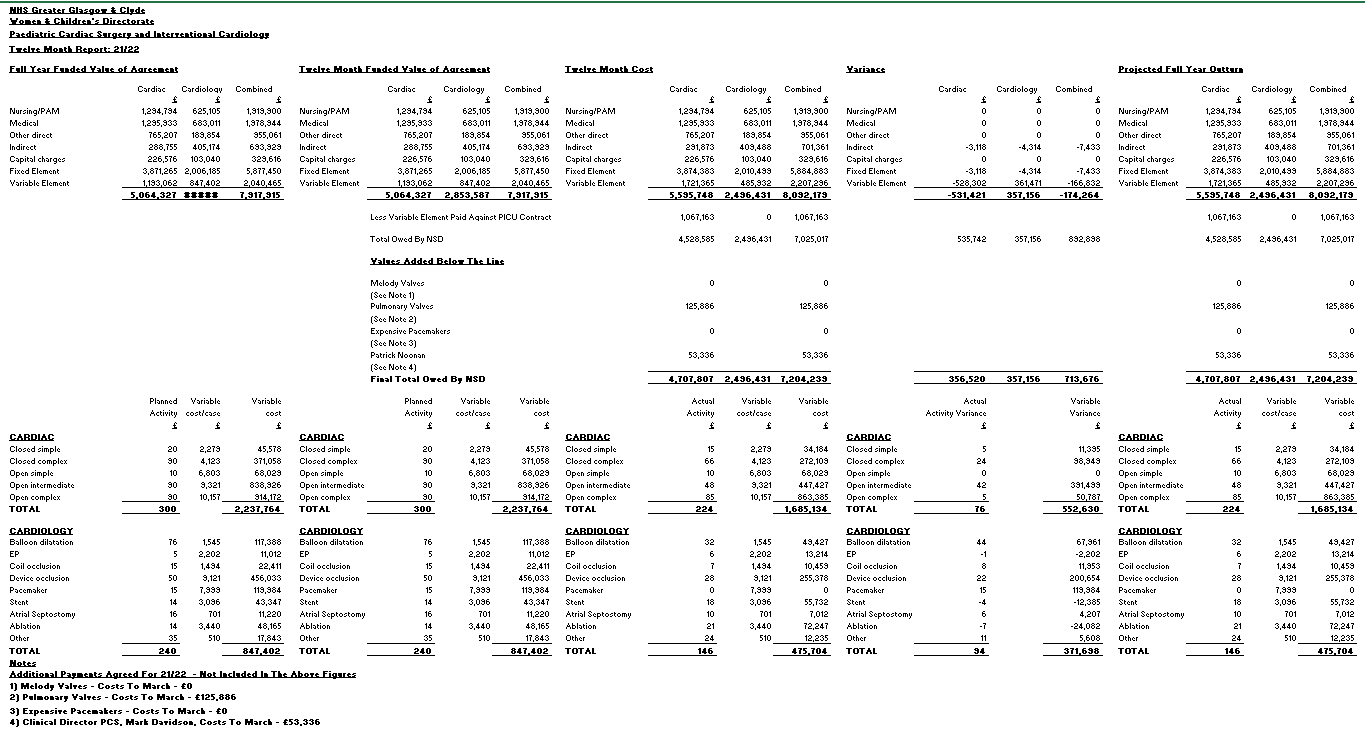 NHS Greater Glasgow & Clyde
Women & Children's Directorate
Paediatric Cardiac Surgery and Interventional Cardiology
Twelve Month Report: 21/22
Full Year Funded Value of Agreement Twelve Month Funded Value of Agreement Twelve Month Cost Variance Projected Full Year Outturn
Cardiac Cardiology Combined Cardiac Cardiology Combined Cardiac Cardiology Combined Cardiac Cardiology Combined Cardiac Cardiology Combined
£ £ £ £ £ £ £ £ £ £ £ £ £ £ £
Nursing/PAM 1,294,794 625,105 1,919,900 Nursing/PAM 1,294,794 625,105 1,919,900 Nursing/PAM 1,294,794 625,105 1,919,900 Nursing/PAM 0 0 0 Nursing/PAM 1,294,794 625,105 1,919,900
Medical 1,295,933 683,011 1,978,944 Medical 1,295,933 683,011 1,978,944 Medical 1,295,933 683,011 1,978,944 Medical 0 0 0 Medical 1,295,933 683,011 1,978,944
Other direct 765,207 189,854 955,061 Other direct 765,207 189,854 955,061 Other direct 765,207 189,854 955,061 Other direct 0 0 0 Other direct 765,207 189,854 955,061
Indirect 288,755 405,174 693,929 Indirect 288,755 405,174 693,929 Indirect 291,873 409,488 701,361 Indirect -3,118 -4,314 -7,433 Indirect 291,873 409,488 701,361
Capital charges 226,576 103,040 329,616 Capital charges 226,576 103,040 329,616 Capital charges 226,576 103,040 329,616 Capital charges 0 0 0 Capital charges 226,576 103,040 329,616
Fixed Element 3,871,265 2,006,185 5,877,450 Fixed Element 3,871,265 2,006,185 5,877,450 Fixed Element 3,874,383 2,010,499 5,884,883 Fixed Element -3,118 -4,314 -7,433 Fixed Element 3,874,383 2,010,499 5,884,883
Variable Element 1,193,062 847,402 2,040,465 Variable Element 1,193,062 847,402 2,040,465 Variable Element 1,721,365 485,932 2,207,296 Variable Element -528,302 361,471 -166,832 Variable Element 1,721,365 485,932 2,207,296
5,064,327 ##### 7,917,915 5,064,327 2,853,587 7,917,915 5,595,748 2,496,431 8,092,179 -531,421 357,156 -174,264 5,595,748 2,496,431 8,092,179
Less Variable Element Paid Against PICU Contract 1,067,163 0 1,067,163 1,067,163 0 1,067,163
Total Owed By NSD 4,528,585 2,496,431 7,025,017 535,742 357,156 892,898 4,528,585 2,496,431 7,025,017
Values Added Below The Line
Melody Valves 0 0 0 0
(See Note 1)
Pulmonary Valves 125,886 125,886 125,886 125,886
(See Note 2)
Expensive Pacemakers 0 0 0 0
(See Note 3)
Patrick Noonan 53,336 53,336 53,336 53,336
(See Note 4)
Final Total Owed By NSD 4,707,807 2,496,431 7,204,239 356,520 357,156 713,676 4,707,807 2,496,431 7,204,239
Planned Variable Variable Planned Variable Variable Actual Variable Variable Actual Variable Actual Variable Variable
Activity cost/case cost Activity cost/case cost Activity cost/case cost Activity Variance Variance Activity cost/case cost
£ £ £ £ £ £ £ £ £ £ £ £ £ £
CARDIAC CARDIAC CARDIAC CARDIAC CARDIAC
Closed simple 20 2,279 45,578 Closed simple 20 2,279 45,578 Closed simple 15 2,279 34,184 Closed simple 5 11,395 Closed simple 15 2,279 34,184
Closed complex 90 4,123 371,058 Closed complex 90 4,123 371,058 Closed complex 66 4,123 272,109 Closed complex 24 98,949 Closed complex 66 4,123 272,109
Open simple 10 6,803 68,029 Open simple 10 6,803 68,029 Open simple 10 6,803 68,029 Open simple 0 0 Open simple 10 6,803 68,029
Open intermediate 90 9,321 838,926 Open intermediate 90 9,321 838,926 Open intermediate 48 9,321 447,427 Open intermediate 42 391,499 Open intermediate 48 9,321 447,427
Open complex 90 10,157 914,172 Open complex 90 10,157 914,172 Open complex 85 10,157 863,385 Open complex 5 50,787 Open complex 85 10,157 863,385
TOTAL 300 2,237,764 TOTAL 300 2,237,764 TOTAL 224 1,685,134 TOTAL 76 552,630 TOTAL 224 1,685,134
CARDIOLOGY CARDIOLOGY CARDIOLOGY CARDIOLOGY CARDIOLOGY
Balloon dilatation 76 1,545 117,388 Balloon dilatation 76 1,545 117,388 Balloon dilatation 32 1,545 49,427 Balloon dilatation 44 67,961 Balloon dilatation 32 1,545 49,427
EP 5 2,202 11,012 EP 5 2,202 11,012 EP 6 2,202 13,214 EP -1 -2,202 EP 6 2,202 13,214
Coil occlusion 15 1,494 22,411 Coil occlusion 15 1,494 22,411 Coil occlusion 7 1,494 10,459 Coil occlusion 8 11,953 Coil occlusion 7 1,494 10,459
Device occlusion 50 9,121 456,033 Device occlusion 50 9,121 456,033 Device occlusion 28 9,121 255,378 Device occlusion 22 200,654 Device occlusion 28 9,121 255,378
Pacemaker 15 7,999 119,984 Pacemaker 15 7,999 119,984 Pacemaker 0 7,999 0 Pacemaker 15 119,984 Pacemaker 0 7,999 0
Stent 14 3,096 43,347 Stent 14 3,096 43,347 Stent 18 3,096 55,732 Stent -4 -12,385 Stent 18 3,096 55,732
Atrial Septostomy 16 701 11,220 Atrial Septostomy 16 701 11,220 Atrial Septostomy 10 701 7,012 Atrial Septostomy 6 4,207 Atrial Septostomy 10 701 7,012
Ablation 14 3,440 48,165 Ablation 14 3,440 48,165 Ablation 21 3,440 72,247 Ablation -7 -24,082 Ablation 21 3,440 72,247
Other 35 510 17,843 Other 35 510 17,843 Other 24 510 12,235 Other 11 5,608 Other 24 510 12,235
TOTAL 240 847,402 TOTAL 240 847,402 TOTAL 146 475,704 TOTAL 94 371,698 TOTAL 146 475,704
Notes
Additional Payments Agreed For 21/22 - Not Included In The Above Figures
1) Melody Valves - Costs To March - £0
2) Pulmonary Valves - Costs To March - £125,886
3) Expensive Pacemakers - Costs To March - £0
4) Clinical Director PCS, Mark Davidson, Costs To March - £53,336